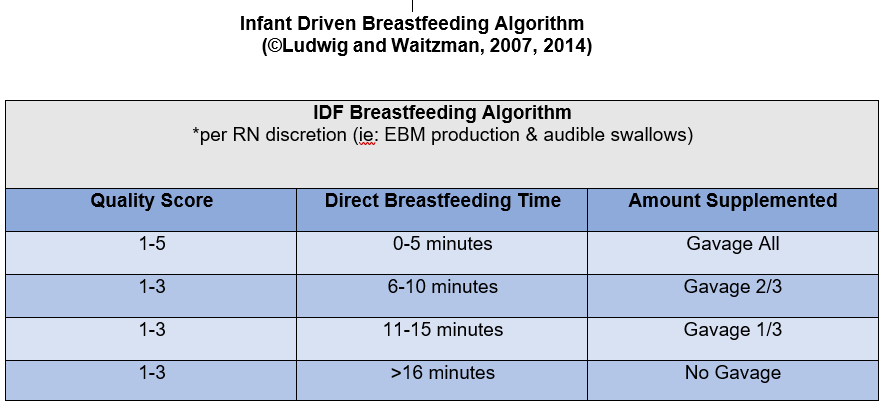 Infant Driven Breastfeeding Algorithm
(©Ludwig and Waitzman, 2007, 2014)
IDF Breastfeeding Algorithm
*per RN discretion (ie: EBM production & audible swallows)
Quality Score Direct Breastfeeding Time Amount Supplemented
1-5 0-5 minutes Gavage All
1-3 6-10 minutes Gavage 2/3
1-3 11-15 minutes Gavage 1/3
1-3 >16 minutes No Gavage